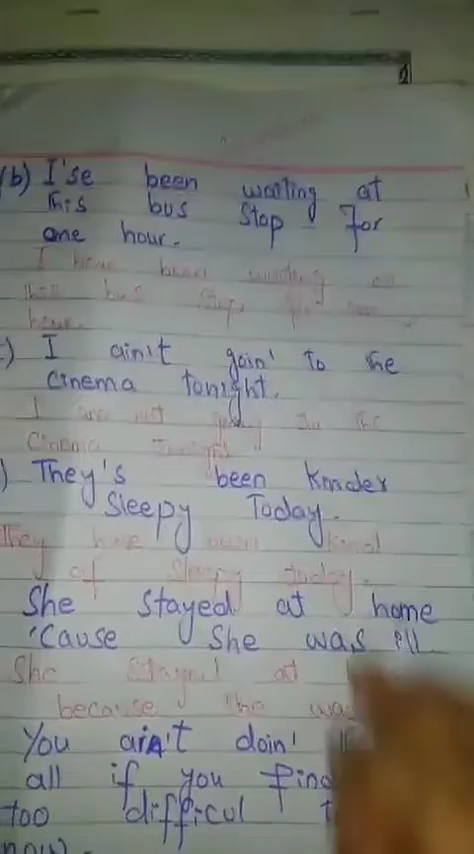 (b) I'se been waiting at
this bus stop for
one hour.
I have been waiting at
this bus stop for one
hour.
c) I ain't goin' to the
cinema tonight.
I am not going to the
cinema tonight
) They's been Kinder
Sleepy Today.
They have been kind
of sleepy today.
She stayed at home
'Cause She was ill.
She stayed at
because she was
You ain't doin'
all if you find
too difficul
now).